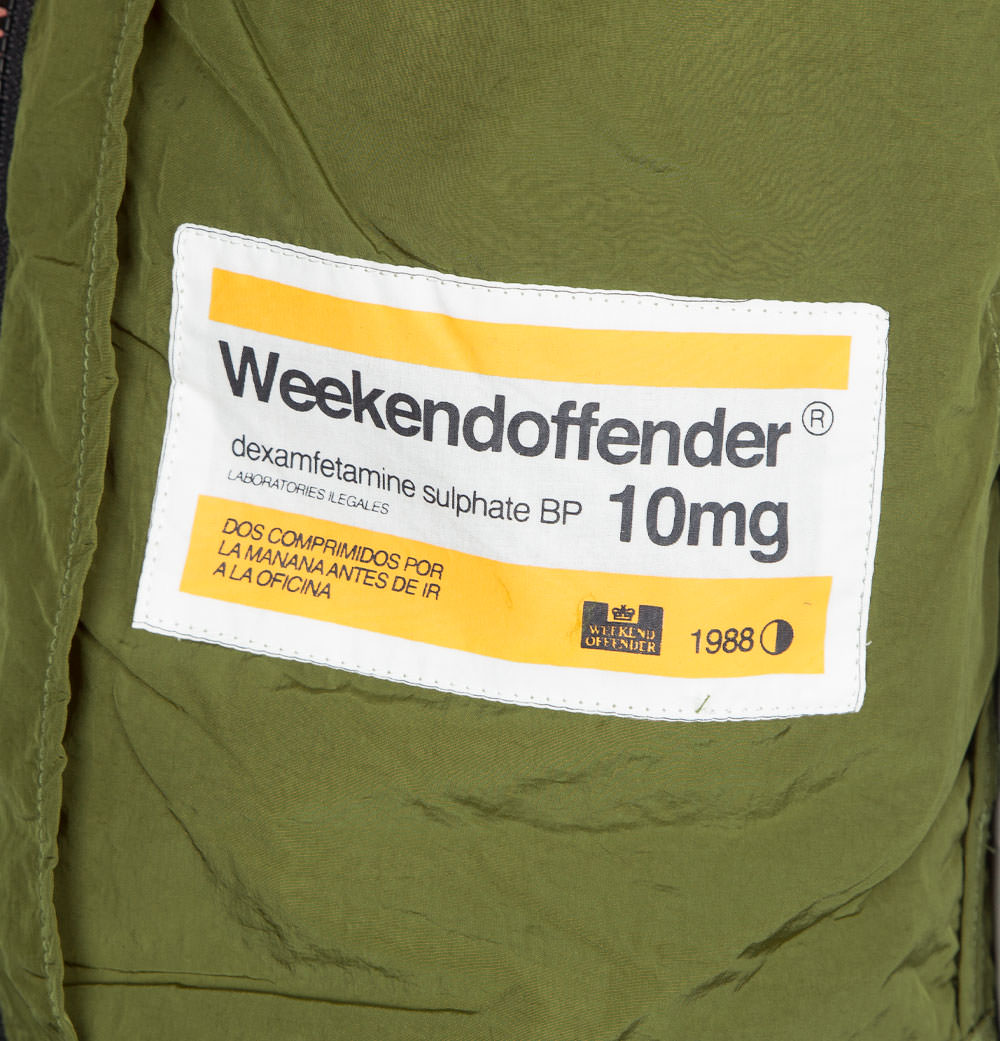 Weekendoffender®
dexamfetamine sulphate BP 10mg
LABORATORIES ILEGALES
DOS COMPRIMIDOS POR
LA MANANA ANTES DE IR
A LA OFICINA
WEEKEND
OFFENDER
1988